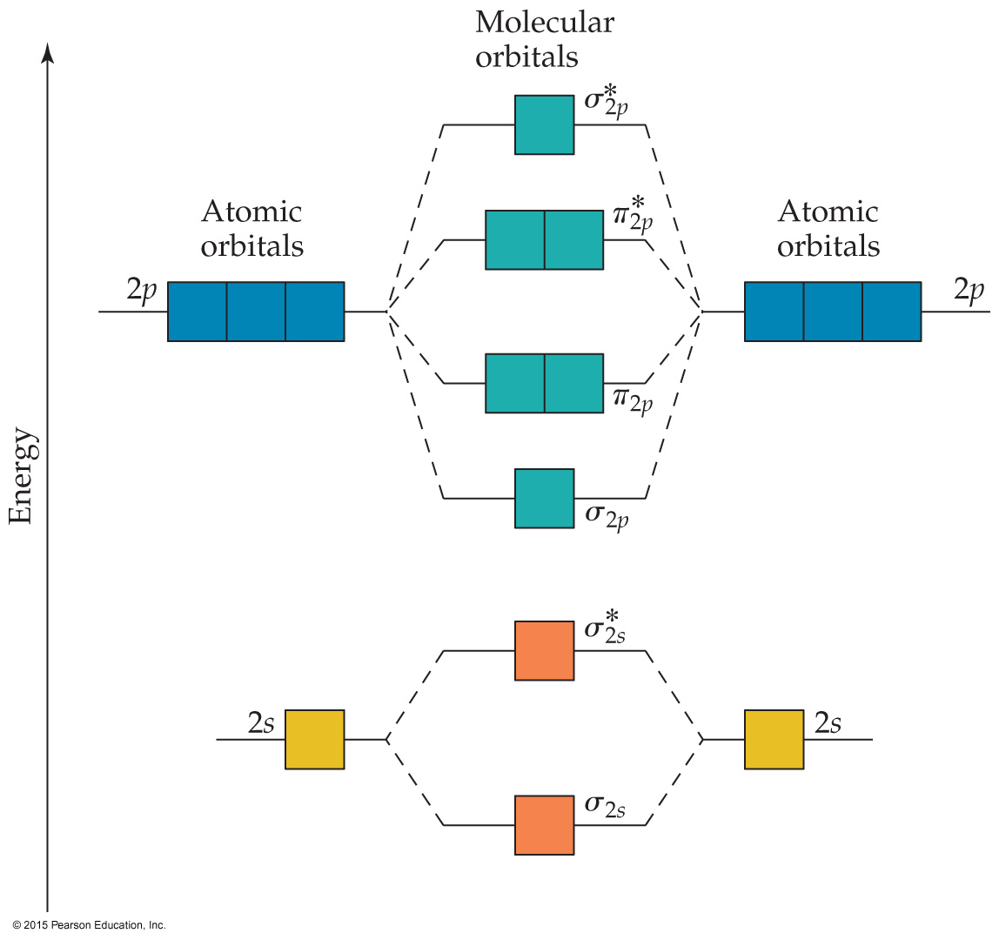 Molecular
orbitals
σ*2p
π*2p
Atomic
orbitals
Atomic
orbitals
2p
2p
π2p
Energy
σ2p
σ*2s
2s
2s
σ2s
© 2015 Pearson Education, Inc.